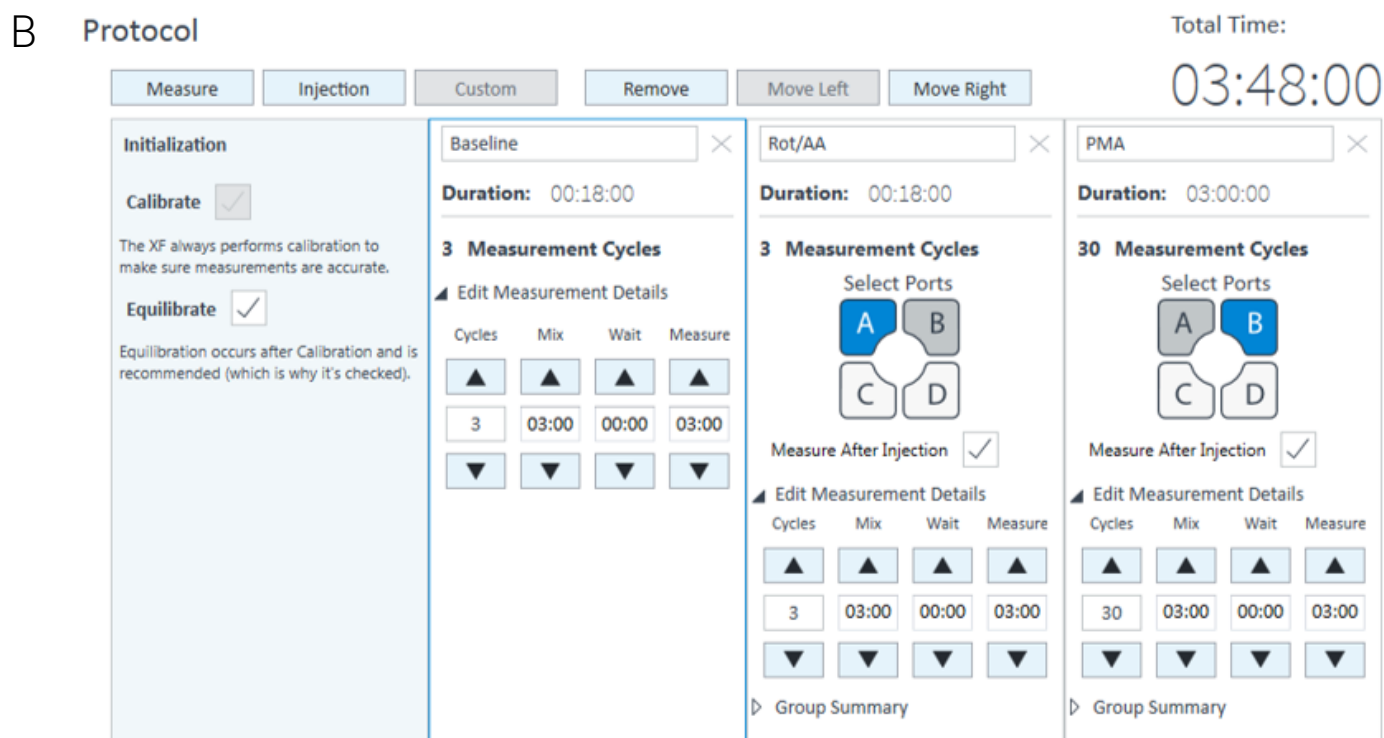 B
Protocol
Total Time:
03:48:00
Measure
Injection
Custom
Remove
Move Left
Move Right
Initialization
Calibrate
The XF always performs calibration to
make sure measurements are accurate.
Equilibrate
Equilibration occurs after Calibration and is
recommended (which is why it's checked).
Baseline
Duration: 00:18:00
3 Measurement Cycles
Edit Measurement Details
Cycles Mix Wait Measure
3 03:00 00:00 03:00
Rot/AA
Duration: 00:18:00
3 Measurement Cycles
Select Ports
A B
C D
Measure After Injection
Edit Measurement Details
Cycles Mix Wait Measure
3 03:00 00:00 03:00
Group Summary
PMA
Duration: 03:00:00
30 Measurement Cycles
Select Ports
A B
C D
Measure After Injection
Edit Measurement Details
Cycles Mix Wait Measure
30 03:00 00:00 03:00
Group Summary